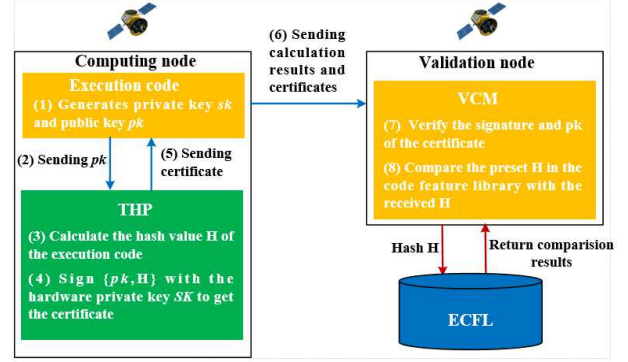 Computing node
Execution code
(1) Generates private key sk
and public key pk
(2) Sending pk
(5) Sending
certificate
THP
(3) Calculate the hash value H of
the execution code
(4) Sign {pk,H} with the
hardware private key SK to get
the certificate
(6) Sending
calculation
results and
certificates
Validation node
VCM
(7) Verify the signature and pk
of the certificate
(8) Compare the preset H in the
code feature library with the
received H
Hash H
Return comparision
results
ECFL